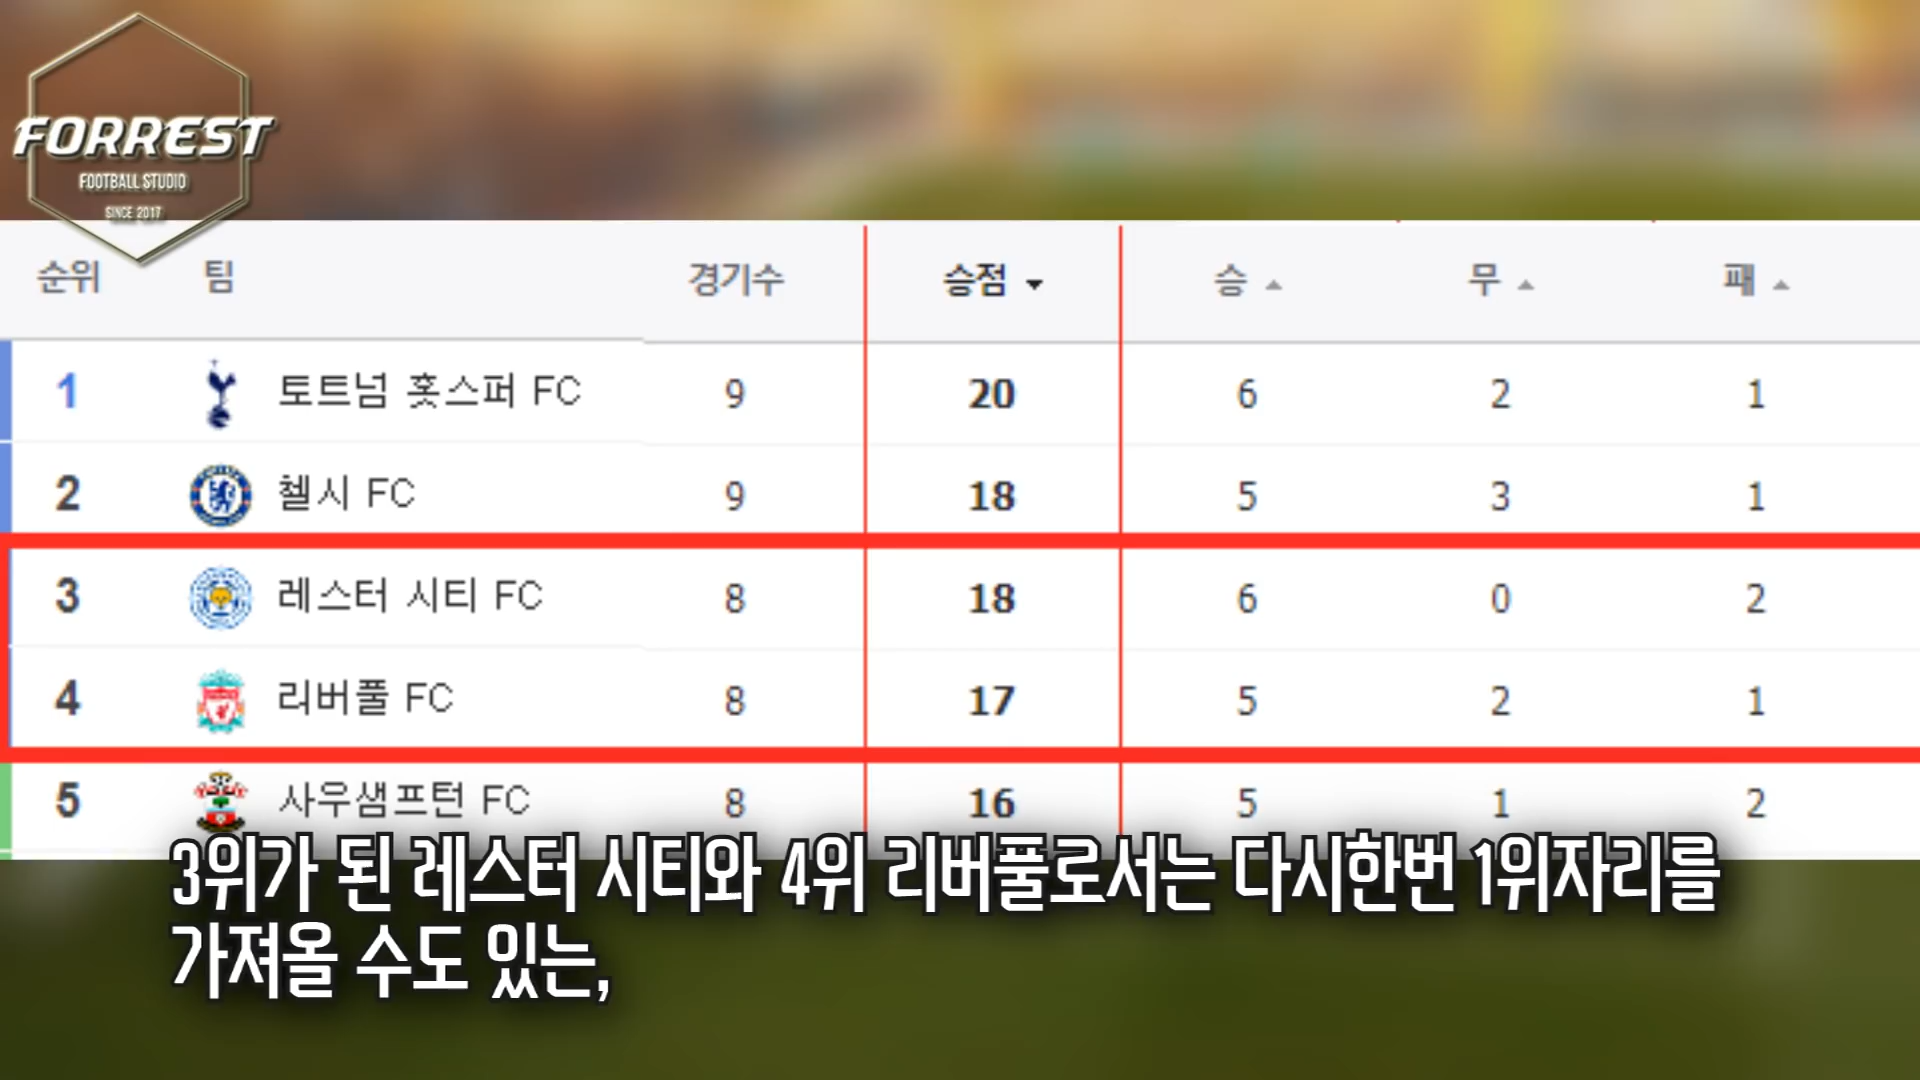 FORREST
FOOTBALL STUDIO
SINCE 2017
순위 팀 경기수 승점 승 무 패
1 토트넘 홋스퍼 FC 9 20 6 2 1
2 첼시 FC 9 18 5 3 1
3 레스터 시티 FC 8 18 6 0 2
4 리버풀 FC 8 17 5 2 1
5 사우샘프턴 FC 8 16 5 1 2
3위가 된 레스터 시티와 4위 리버풀로서는 다시한번 1위자리를
가져올 수도 있는,